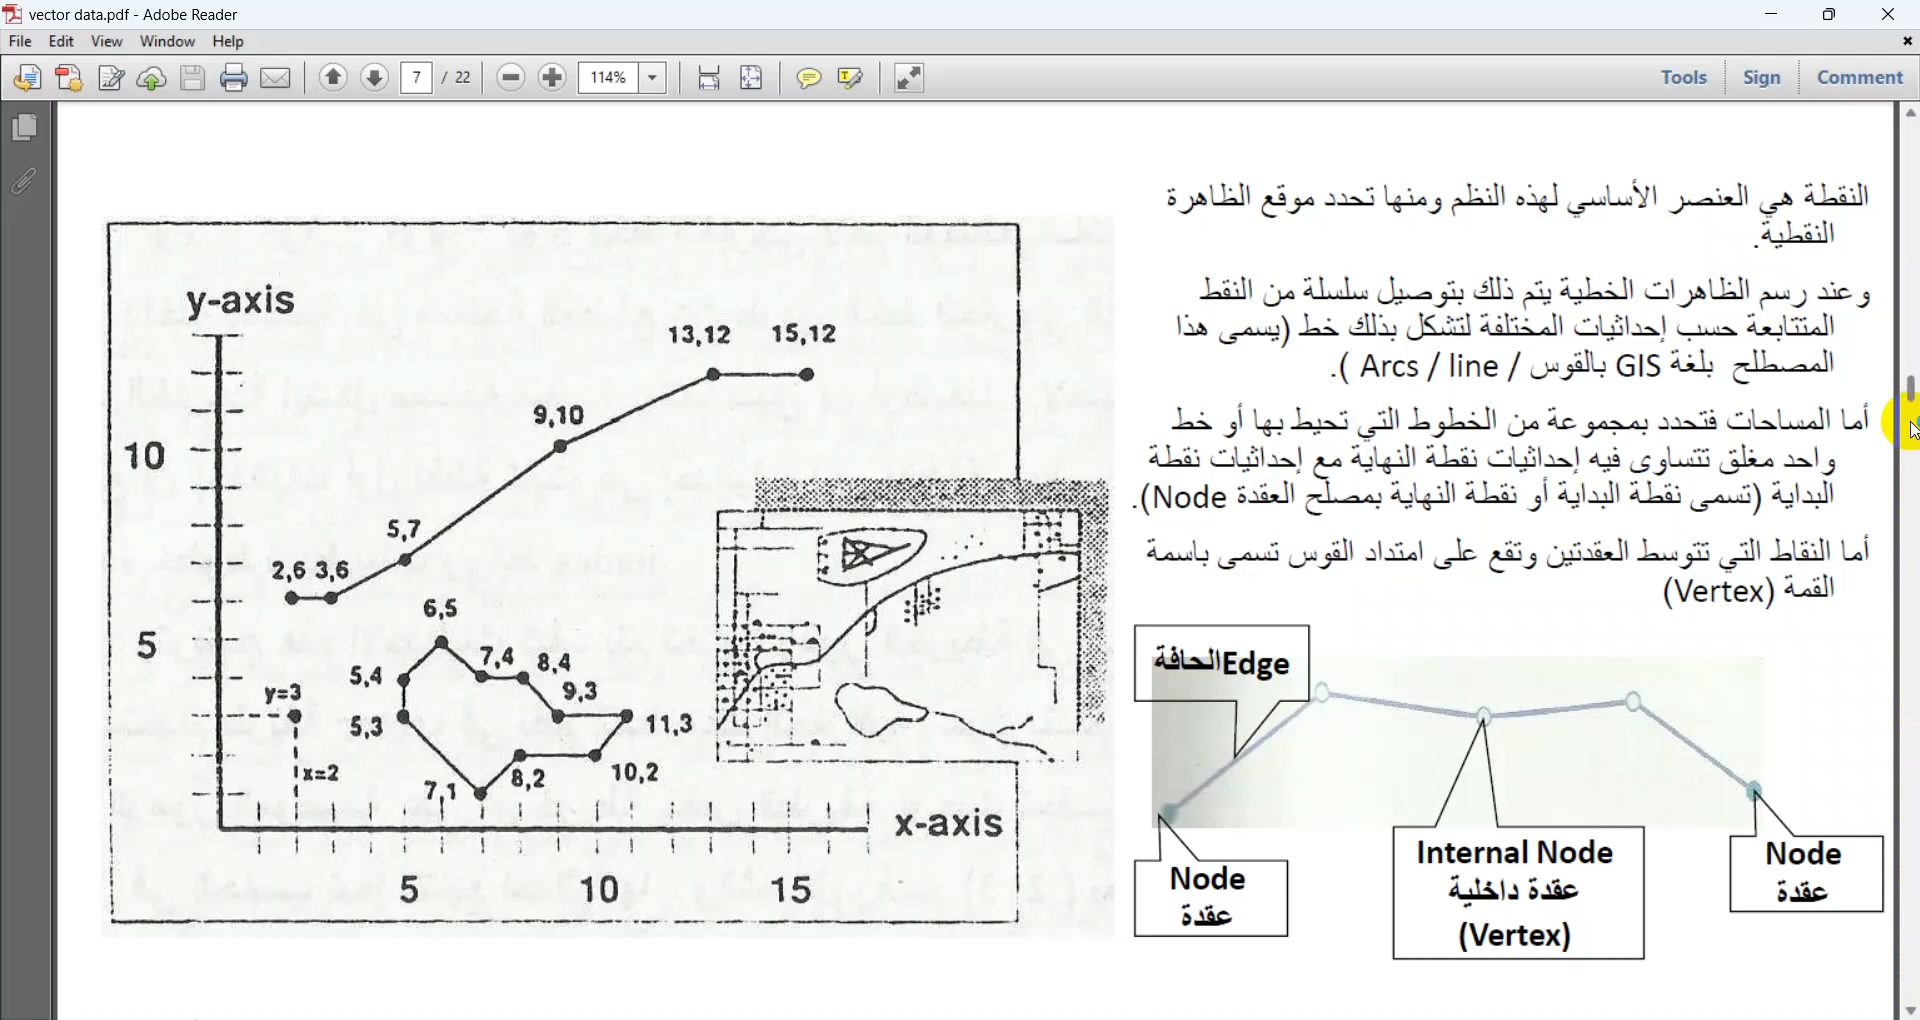 vector data.pdf - Adobe Reader
File Edit View Window Help
7 / 22
114%
Tools Sign Comment
النقطة هي العنصر الأساسي لهذه النظم ومنها تحدد موقع الظاهرة
النقطية.
وعند رسم الظاهرات الخطية يتم ذلك بتوصيل سلسلة من النقط
المتتابعة حسب إحداثيات المختلفة لتشكل بذلك خط (يسمى هذا
المصطلح بلغة GIS بالقوس / Arcs / line ).
أما المساحات فتحدد بمجموعة من الخطوط التي تحيط بها أو خط
واحد مغلق تتساوى فيه إحداثيات نقطة النهاية مع إحداثيات نقطة
البداية (تسمى نقطة البداية أو نقطة النهاية بمصلح العقدة Node).
أما النقاط التي تتوسط العقدتين وتقع على امتداد القوس تسمى باسمة
القمة (Vertex)
y-axis
13,12 15,12
9,10
10
5,7
2,6 3,6
6,5
5
7,4 8,4
5,4
9,3
y=3
5,3
11,3
x=2
8,2
10,2
7,1
x-axis
5 10 15
الحافةEdge
Node
عقدة
Internal Node
عقدة داخلية
(Vertex)
Node
عقدة